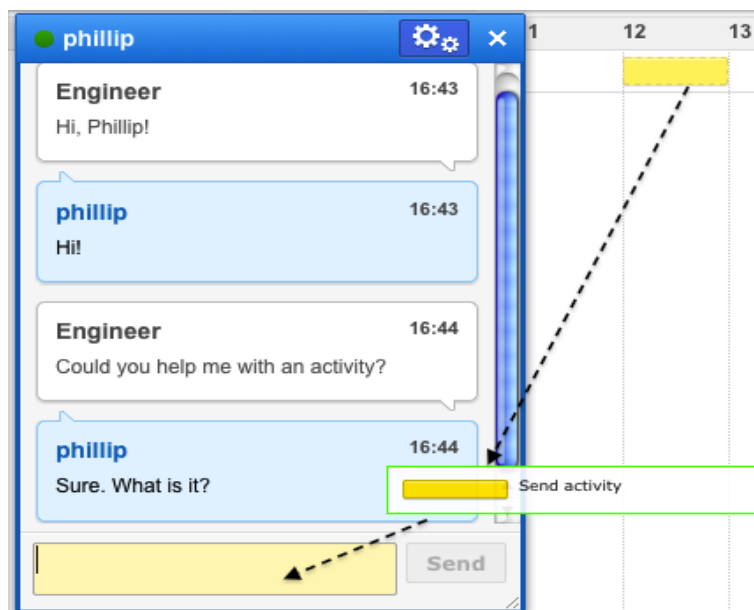 phillip
1 12 13
Engineer 16:43
Hi, Phillip!
phillip 16:43
Hi!
Engineer 16:44
Could you help me with an activity?
phillip 16:44
Sure. What is it?
Send activity
Send